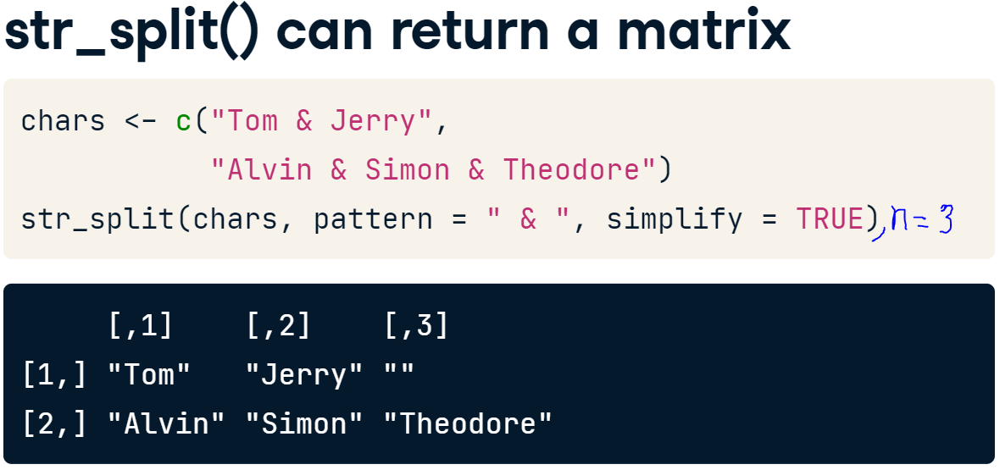 str_split() can return a matrix
chars <- c("Tom & Jerry",
"Alvin & Simon & Theodore")
str_split(chars, pattern = " & ", simplify = TRUE),n=3
[,1] [,2] [,3]
[1,] "Tom" "Jerry" ""
[2,] "Alvin" "Simon" "Theodore"